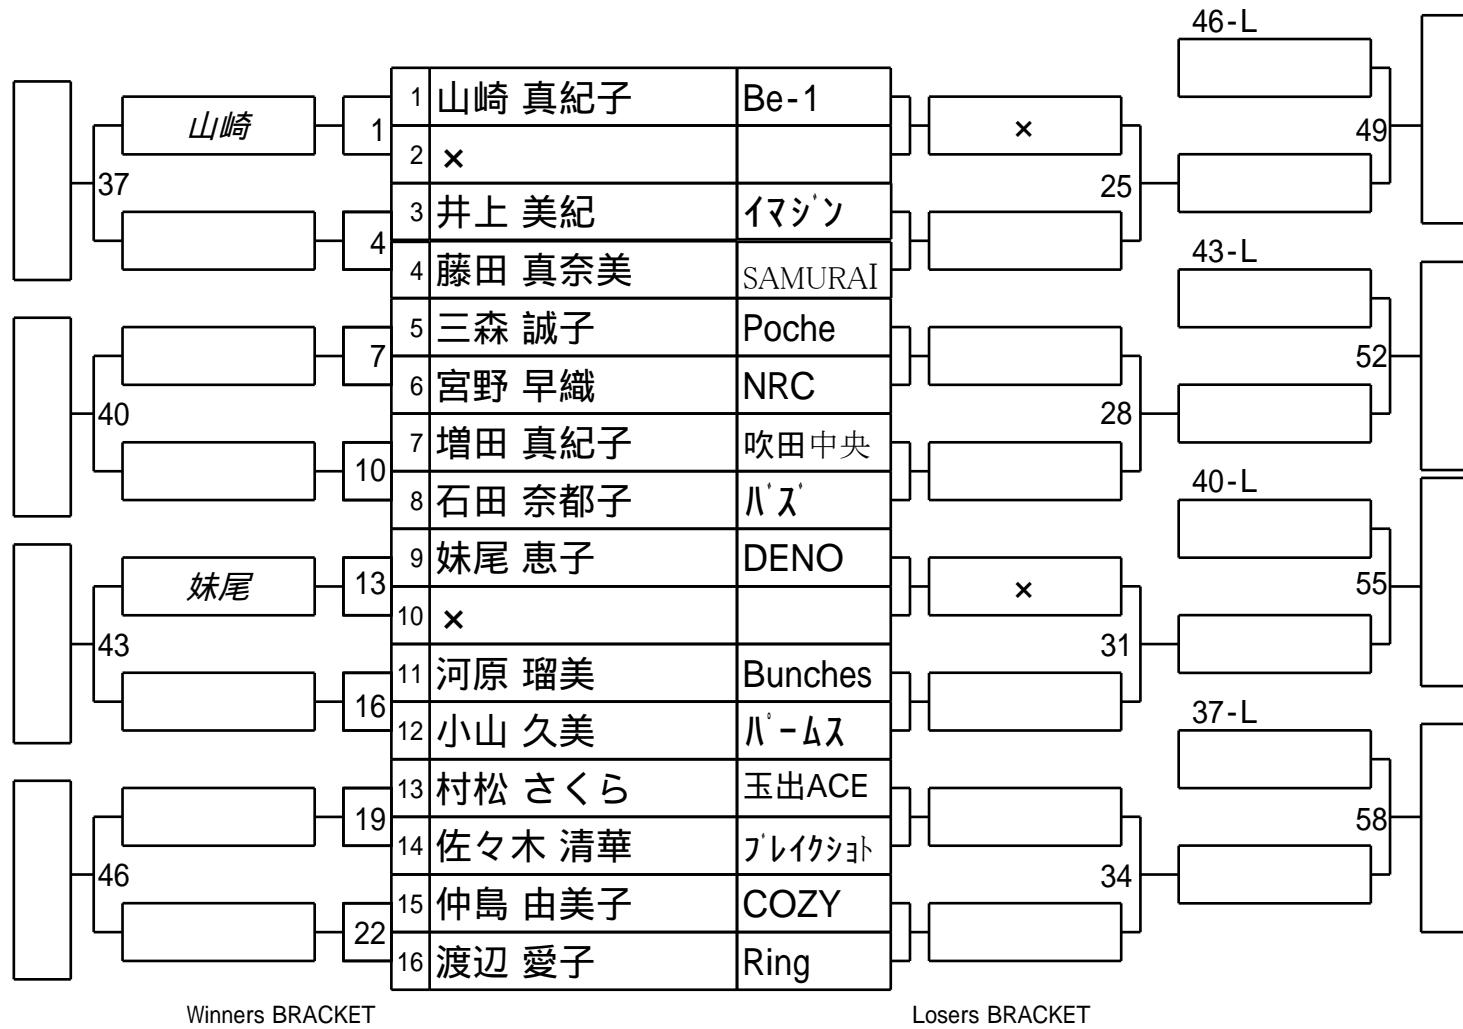 46-L
1 山崎 真紀子 Be-1
山崎 1 × 49
2 ×
37 25
3 井上 美紀 イマジン
4 43-L
4 藤田 真奈美 SAMURAI
5 三森 誠子 Poche
7 52
6 宮野 早織 NRC
40 28
7 増田 真紀子 吹田中央
10 40-L
8 石田 奈都子 バズ
9 妹尾 恵子 DENO
妹尾 13 × 55
10 ×
43 31
11 河原 瑠美 Bunches
16 37-L
12 小山 久美 パームス
13 村松 さくら 玉出ACE
19 58
14 佐々木 清華 ブレイクショト
46 34
15 仲島 由美子 COZY
22
16 渡辺 愛子 Ring
Winners BRACKET Losers BRACKET